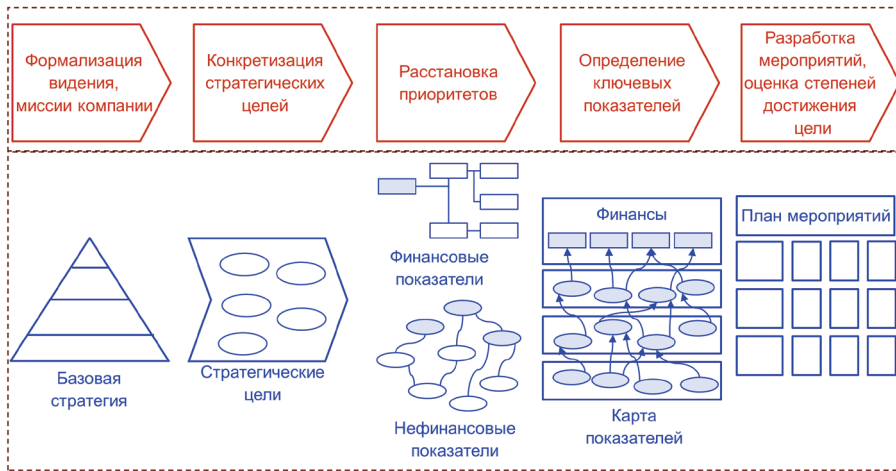 Формализация
видения,
миссии компании
Конкретизация
стратегических
целей
Расстановка
приоритетов
Определение
ключевых
показателей
Разработка
мероприятий,
оценка степеней
достижения
цели
Базовая
стратегия
Стратегические
цели
Финансовые
показатели
Нефинансовые
показатели
Финансы
Карта
показателей
План мероприятий